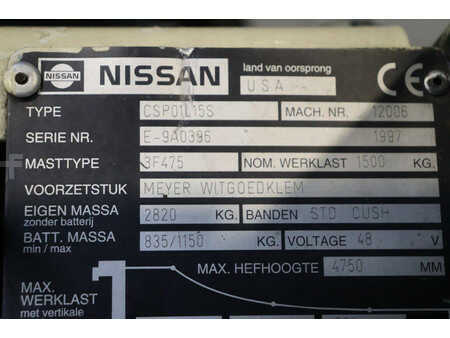 NISSAN
NISSAN land van oorsprong
U.S.A. CE
TYPE CSP01L15S MACH. NR. 12006
SERIE NR. E-9A0396 1997
MASTTYPE 3F475 NOM. WERKLAST 1500 KG.
VOORZETSTUK MEYER WITGOEDKLEM
EIGEN MASSA 2820 KG. BANDEN STD CUSH
zonder batterij
BATT. MASSA 835/1150 KG. VOLTAGE 48 V
min / max
MAX. HEFHOOGTE 4750 MM
MAX.
WERKLAST
met vertikale